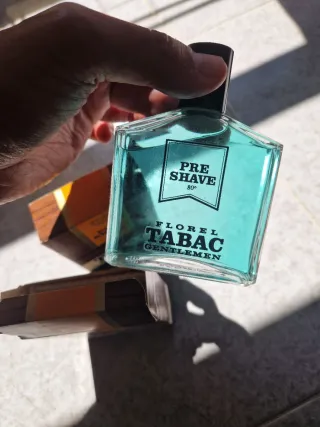 PRE
SHAVE
80°
FLOREL
TABAC
GENTLEMEN